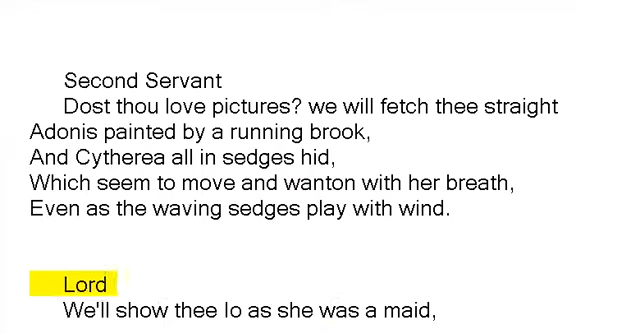 Second Servant
Dost thou love pictures? we will fetch thee straight
Adonis painted by a running brook,
And Cytherea all in sedges hid,
Which seem to move and wanton with her breath,
Even as the waving sedges play with wind.
Lord
We'll show thee Io as she was a maid,